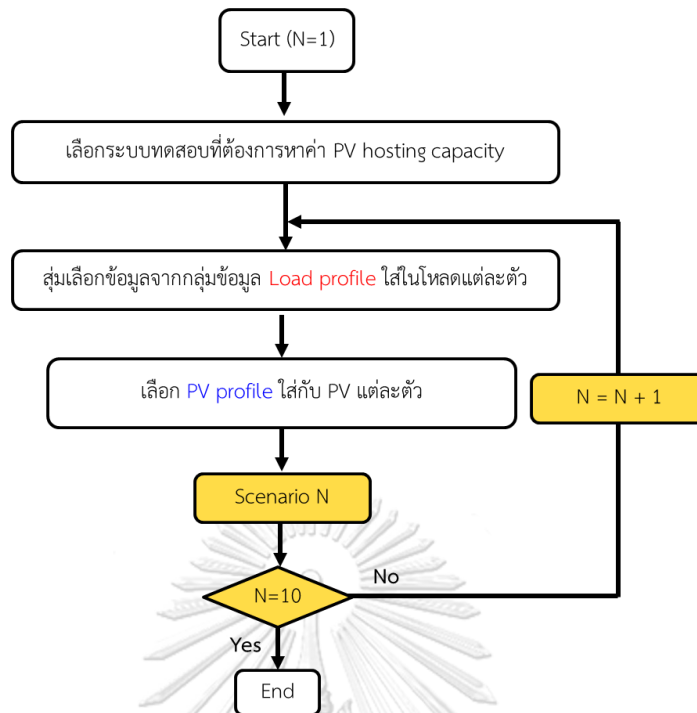 Start (N=1)
เลือกระบบทดสอบที่ต้องการหาค่า PV hosting capacity
สุ่มเลือกข้อมูลจากกลุ่มข้อมูล Load profile ใส่ในโหลดแต่ละตัว
เลือก PV profile ใส่กับ PV แต่ละตัว
N = N + 1
Scenario N
N=10
No
Yes
End